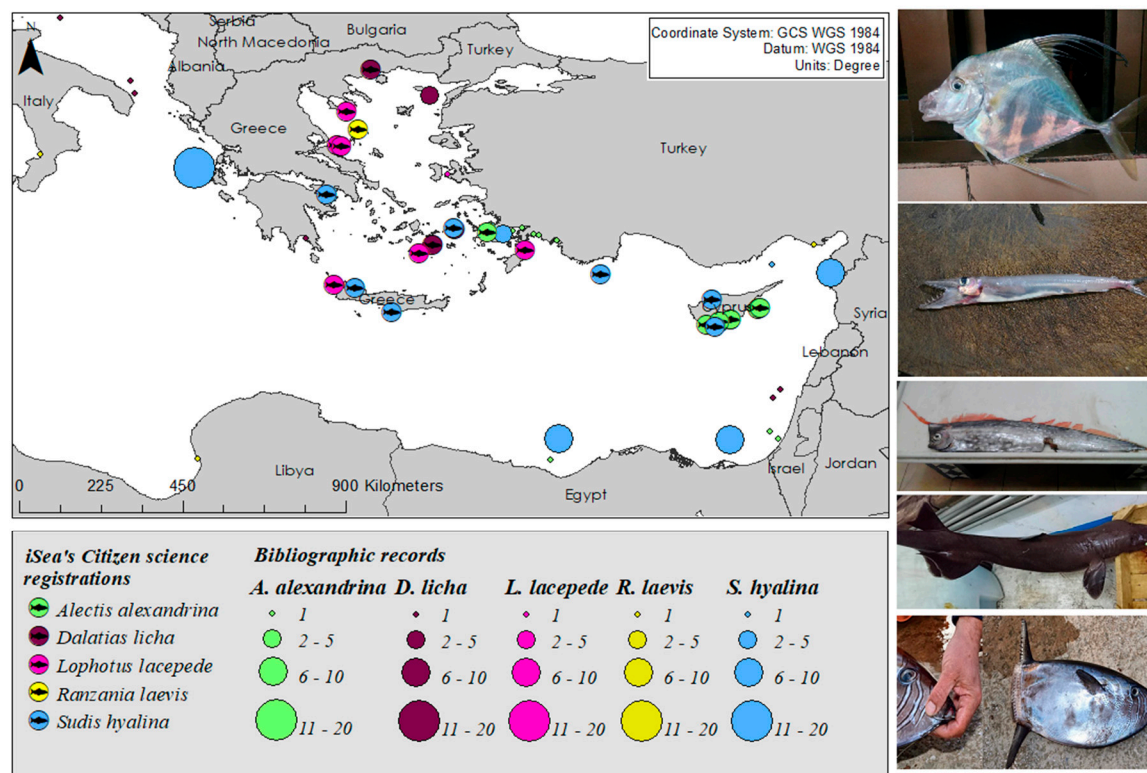 N
Serbia
Bulgaria
North Macedonia
Turkey
Albania
Italy
Greece
Turkey
Greece
Cyprus
Syria
Lebanon
Libya
Egypt
Israel
Jordan
Coordinate System: GCS WGS 1984
Datum: WGS 1984
Units: Degree
0 225 450 900 Kilometers
iSea's Citizen science
registrations
Alectis alexandrina
Dalatias licha
Lophotus lacepede
Ranzania laevis
Sudis hyalina
Bibliographic records
A. alexandrina D. licha L. lacepede R. laevis S. hyalina
1 1 1 1 1
2 - 5 2 - 5 2 - 5 2 - 5 2 - 5
6 - 10 6 - 10 6 - 10 6 - 10 6 - 10
11 - 20 11 - 20 11 - 20 11 - 20 11 - 20